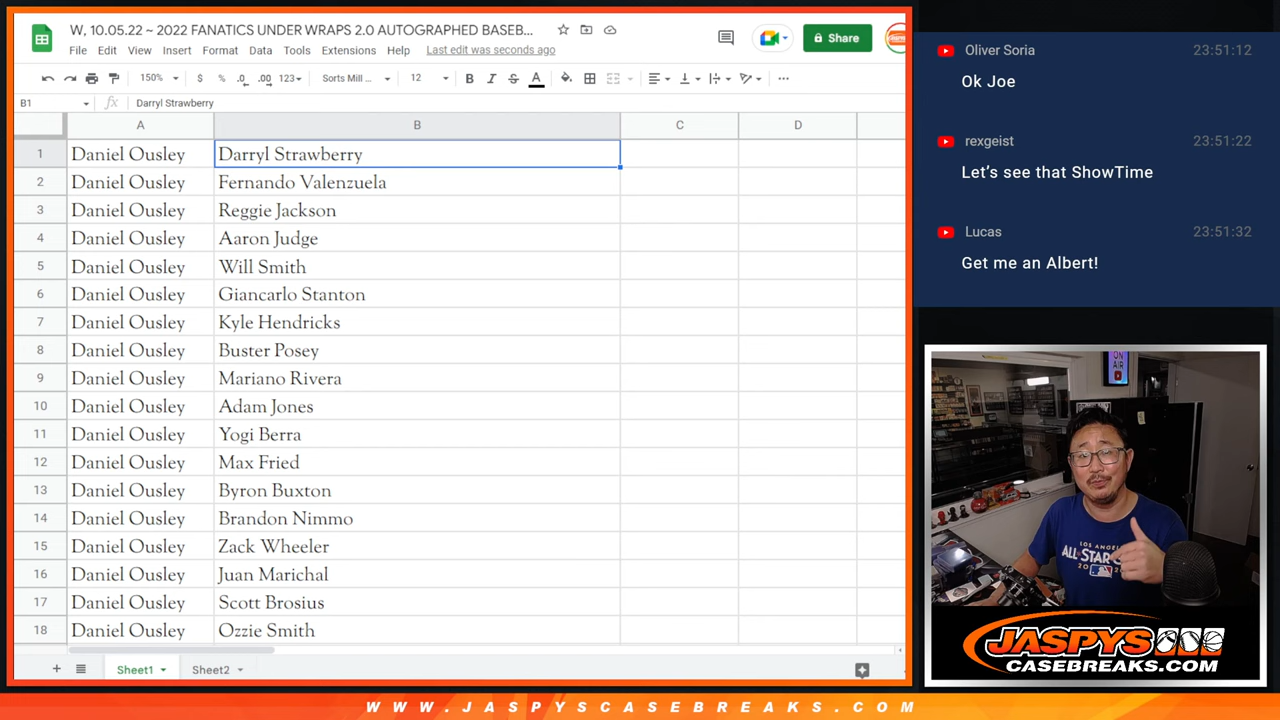 W, 10.05.22 ~ 2022 FANATICS UNDER WRAPS 2.0 AUTOGRAPHED BASEB...
File Edit View Insert Format Data Tools Extensions Help Last edit was seconds ago
Share
150% $ % .0 .00 123 Sorts Mill ... 12 B I S A
B1 fx Darryl Strawberry
A B C D
1 Daniel Ousley Darryl Strawberry
2 Daniel Ousley Fernando Valenzuela
3 Daniel Ousley Reggie Jackson
4 Daniel Ousley Aaron Judge
5 Daniel Ousley Will Smith
6 Daniel Ousley Giancarlo Stanton
7 Daniel Ousley Kyle Hendricks
8 Daniel Ousley Buster Posey
9 Daniel Ousley Mariano Rivera
10 Daniel Ousley Adam Jones
11 Daniel Ousley Yogi Berra
12 Daniel Ousley Max Fried
13 Daniel Ousley Byron Buxton
14 Daniel Ousley Brandon Nimmo
15 Daniel Ousley Zack Wheeler
16 Daniel Ousley Juan Marichal
17 Daniel Ousley Scott Brosius
18 Daniel Ousley Ozzie Smith
Sheet1 Sheet2
Oliver Soria 23:51:12
Ok Joe
rexgeist 23:51:22
Let's see that ShowTime
Lucas 23:51:32
Get me an Albert!
ON
AIR
LOS ANGELES
ALL STAR
JASPYS
CASEBREAKS.COM
WWW.JASPYSCASEBREAKS.COM